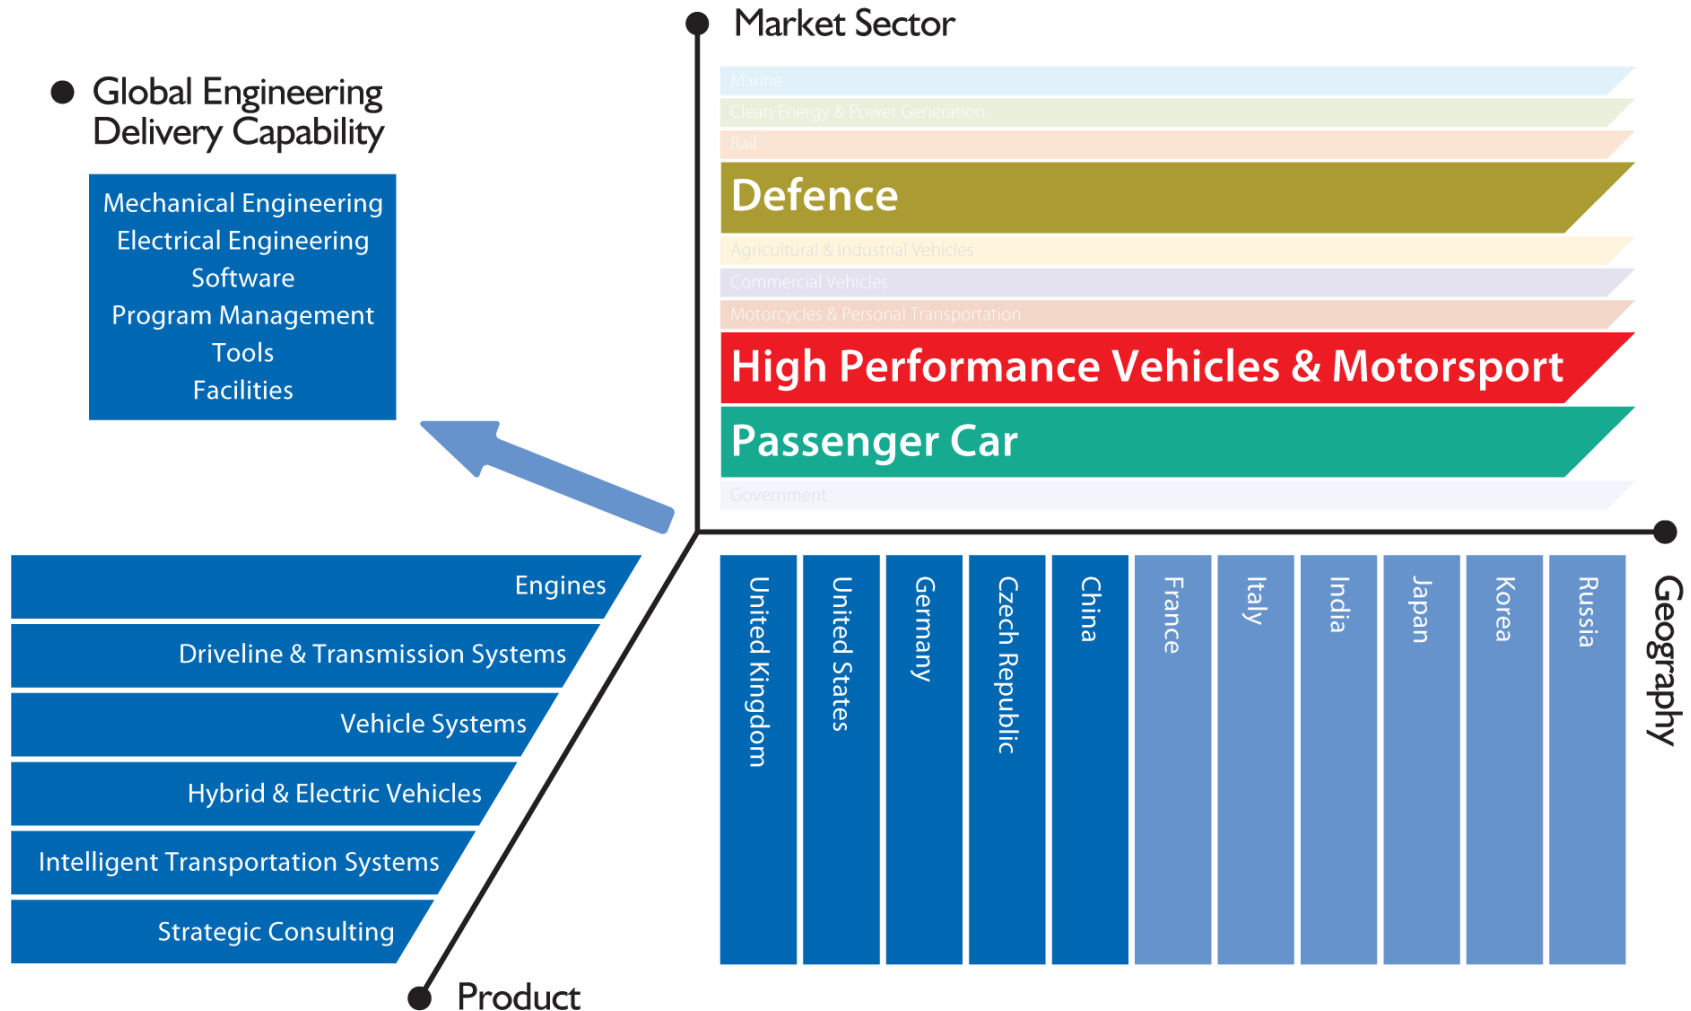 Market Sector
Global Engineering
Delivery Capability
Mechanical Engineering
Electrical Engineering
Software
Program Management
Tools
Facilities
Marine
Clean Energy & Power Generation
Rail
Defence
Agricultural & Industrial Vehicles
Commercial Vehicles
Motorcycles & Personal Transportation
High Performance Vehicles & Motorsport
Passenger Car
Government
Engines
Driveline & Transmission Systems
Vehicle Systems
Hybrid & Electric Vehicles
Intelligent Transportation Systems
Strategic Consulting
Product
United Kingdom
United States
Germany
Czech Republic
China
France
Italy
India
Japan
Korea
Russia
Geography